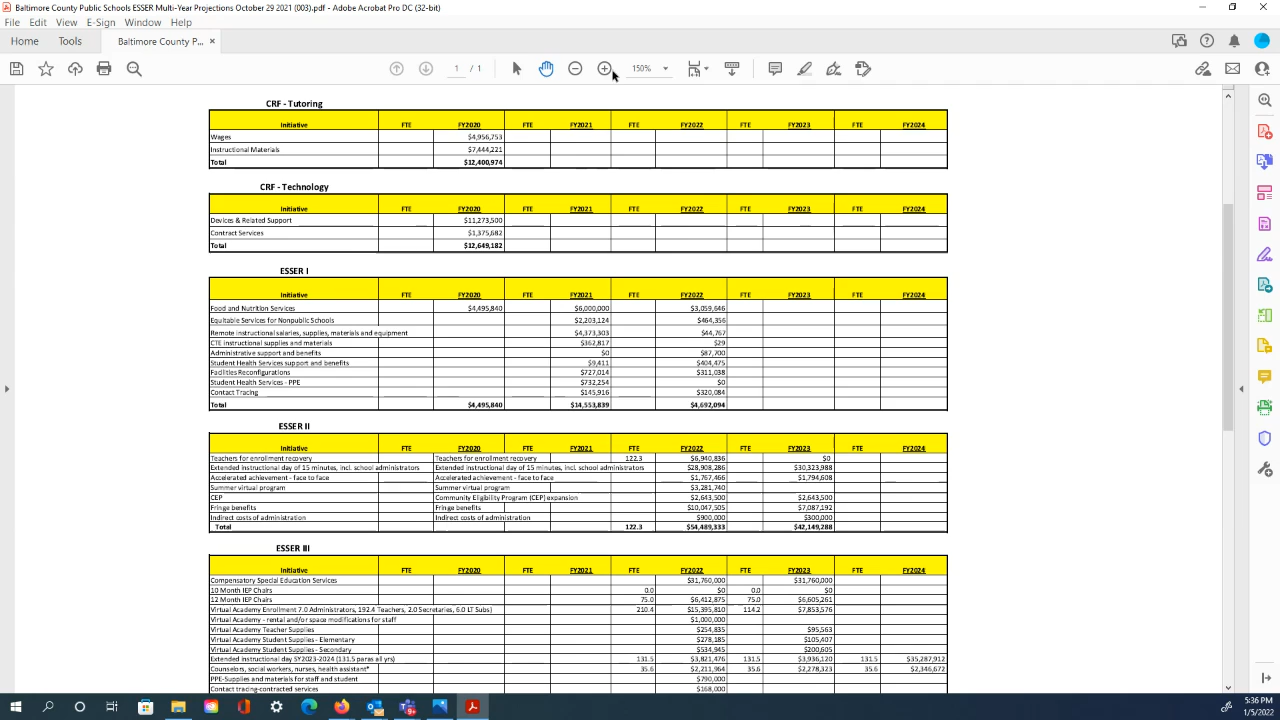 Baltimore County Public Schools ESSER Multi-Year Projections October 29 2021 (003).pdf - Adobe Acrobat Pro DC (32-bit)
File Edit View E-Sign Window Help
Home Tools Baltimore County P... ×
1 / 1 150%
CRF - Tutoring
Initiative FTE FY2020 FTE FY2021 FTE FY2022 FTE FY2023 FTE FY2024
Wages $4,956,753
Instructional Materials $7,444,221
Total $12,400,974
CRF - Technology
Initiative FTE FY2020 FTE FY2021 FTE FY2022 FTE FY2023 FTE FY2024
Devices & Related Support $11,273,500
Contract Services $1,375,682
Total $12,649,182
ESSER I
Initiative FTE FY2020 FTE FY2021 FTE FY2022 FTE FY2023 FTE FY2024
Food and Nutrition Services $4,495,840 $6,000,000 $3,059,646
Equitable Services for Nonpublic Schools $2,203,124 $464,356
Remote instructional salaries, supplies, materials and equipment $4,373,303 $44,767
CTE instructional supplies and materials $362,817 $29
Administrative support and benefits $0 $87,700
Student Health Services support and benefits $9,411 $404,475
Facilities Reconfigurations $727,014 $311,038
Student Health Services - PPE $732,254 $0
Contact Tracing $145,916 $320,084
Total $4,495,840 $14,553,839 $4,692,094
ESSER II
Initiative FTE FY2020 FTE FY2021 FTE FY2022 FTE FY2023 FTE FY2024
Teachers for enrollment recovery Teachers for enrollment recovery 122.3 $6,940,836 $0
Extended instructional day of 15 minutes, incl. school administrators Extended instructional day of 15 minutes, incl. school administrators $28,908,286 $30,323,988
Accelerated achievement - face to face Accelerated achievement - face to face $1,767,466 $1,794,608
Summer virtual program Summer virtual program $3,281,740
CEP Community Eligibility Program (CEP) expansion $2,643,500 $2,643,500
Fringe benefits Fringe benefits $10,047,505 $7,087,192
Indirect costs of administration Indirect costs of administration $900,000 $300,000
Total 122.3 $54,489,333 $42,149,288
ESSER III
Initiative FTE FY2020 FTE FY2021 FTE FY2022 FTE FY2023 FTE FY2024
Compensatory Special Education Services $31,760,000 $31,760,000
10 Month IEP Chairs 0.0 $0 0.0 $0
12 Month IEP Chairs 75.0 $6,412,875 75.0 $6,605,261
Virtual Academy Enrollment 7.0 Administrators, 192.4 Teachers, 2.0 Secretaries, 6.0 LT Subs) 210.4 $15,395,810 114.2 $7,853,576
Virtual Academy - rental and/or space modifications for staff $1,000,000
Virtual Academy Teacher Supplies $254,835 $95,563
Virtual Academy Student Supplies - Elementary $278,185 $105,407
Virtual Academy Student Supplies - Secondary $534,945 $200,605
Extended instructional day SY2023-2024 (131.5 paras all yrs) 131.5 $3,821,476 131.5 $3,936,120 131.5 $35,287,912
Counselors, social workers, nurses, health assistant* 35.6 $2,211,964 35.6 $2,278,323 35.6 $2,346,672
PPE-Supplies and materials for staff and student $790,000
Contact tracing-contracted services $168,000
5:36 PM
1/5/2022